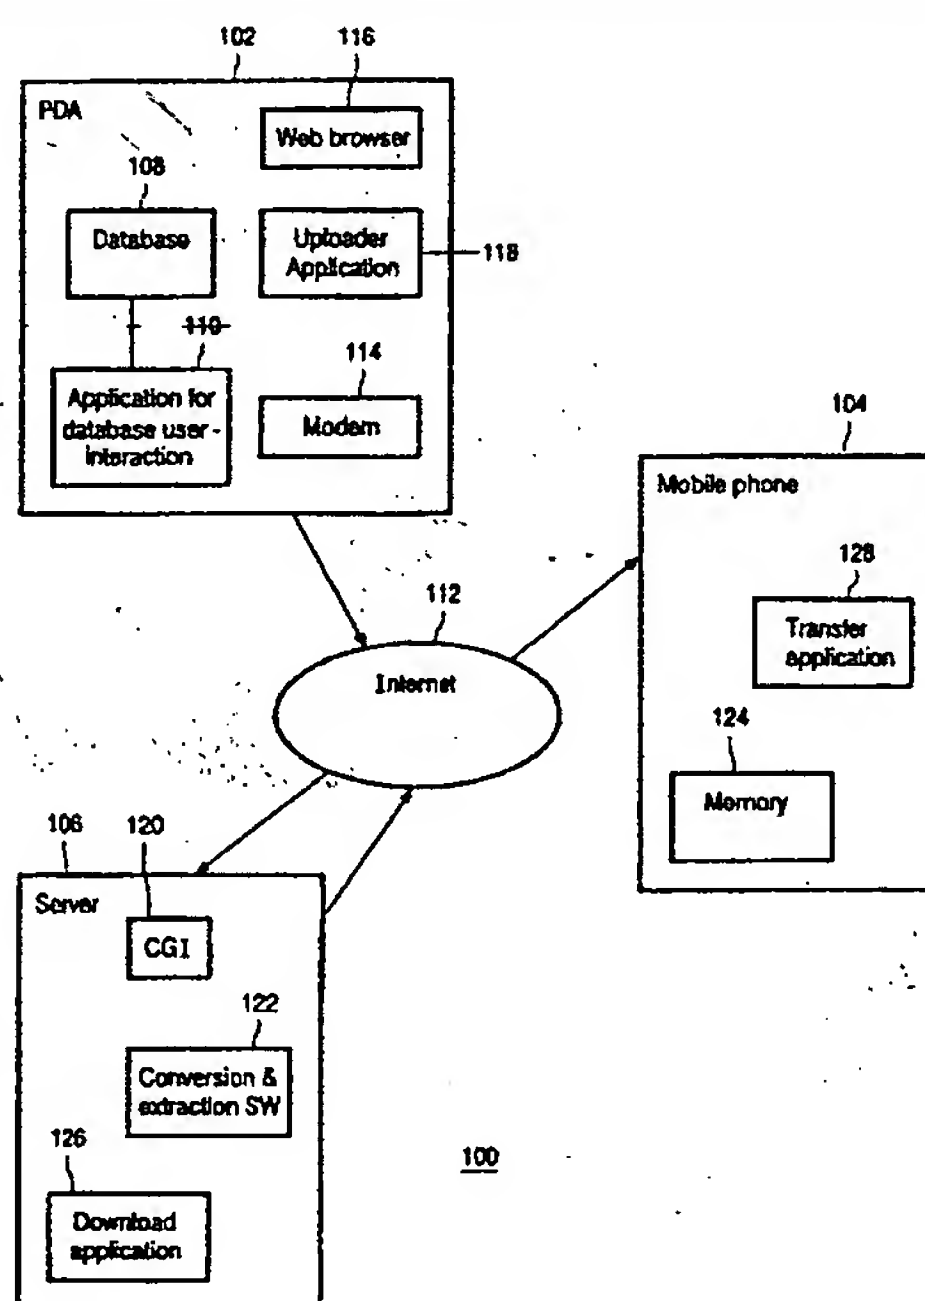 102
116
PDA
Web browser
108
Database
Uploader
Application
118
110
Application for
database user-
interaction
114
Modem
104
Mobile phone
128
Transfer
application
124
Memory
112
Internet
106
120
Server
CGI
122
Conversion &
extraction SW
126
Download
application
100